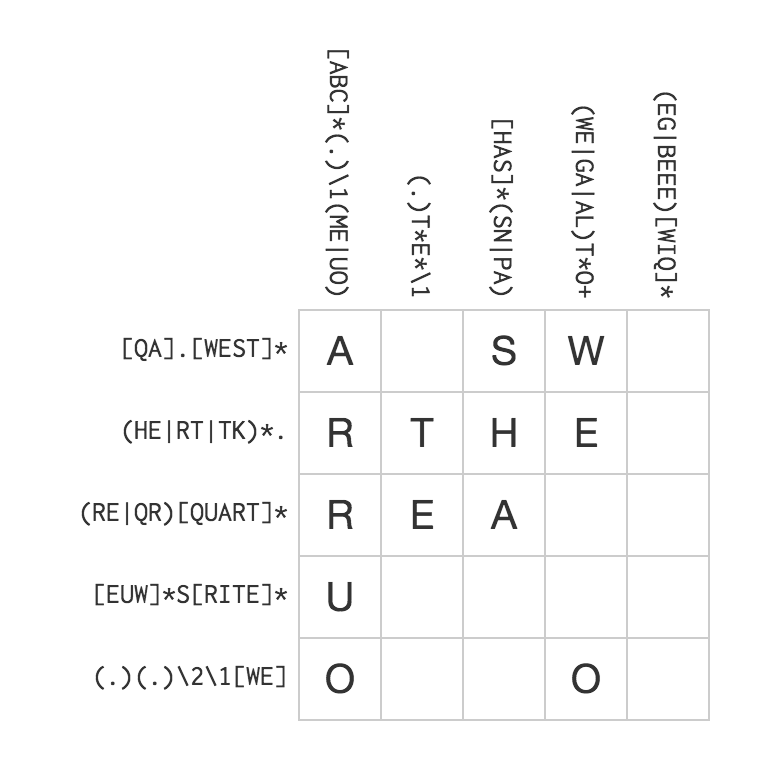 [ABC]*(.)\1(ME|UO)
(.)T*E*\1
[HAS]*(SN|PA)
(WE|GA|AL)T*O+
(EG|BEEE)[WIQ]*
[QA].[WEST]* A S W
(HE|RT|TK)*. R T H E
(RE|QR)[QUART]* R E A
[EUW]*S[RITE]* U
(.)(.)\2\1[WE] O O